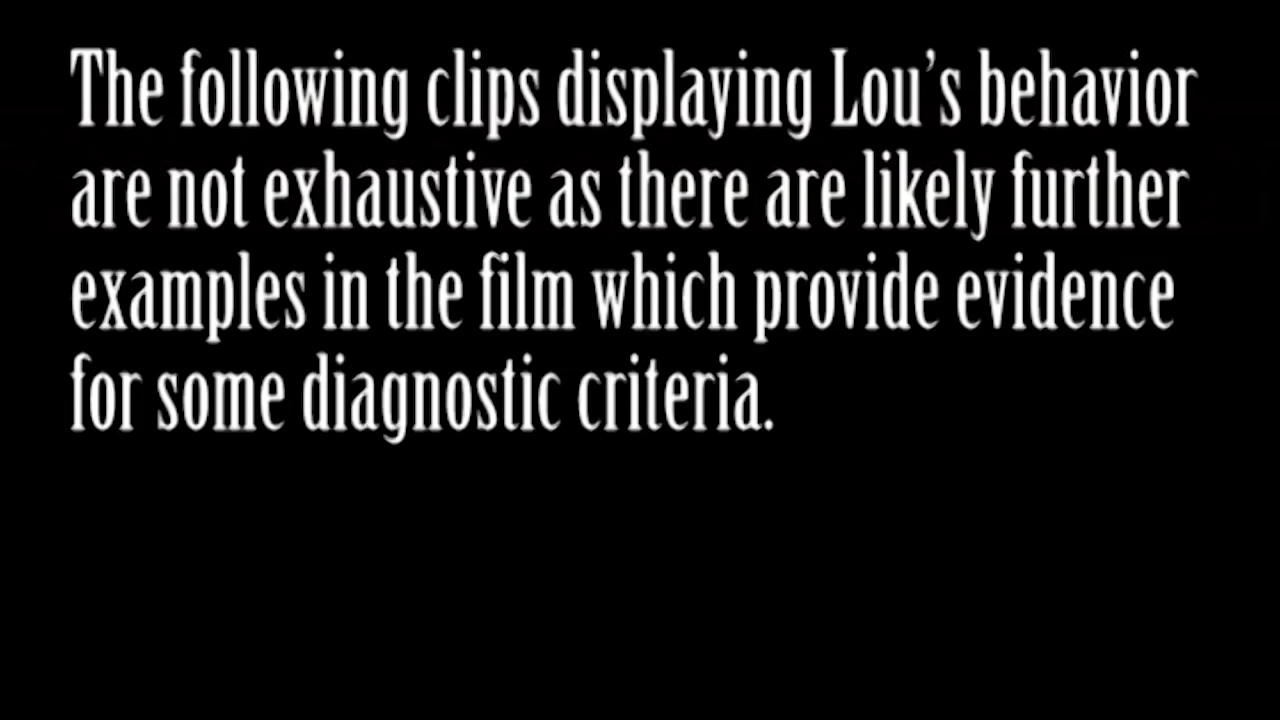 The following clips displaying Lou’s behavior
are not exhaustive as there are likely further
examples in the film which provide evidence
for some diagnostic criteria.